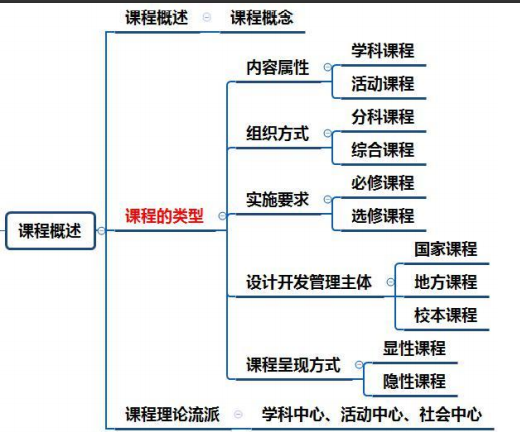 课程概述
课程概述
课程概念
课程的类型
内容属性
学科课程
活动课程
组织方式
分科课程
综合课程
实施要求
必修课程
选修课程
设计开发管理主体
国家课程
地方课程
校本课程
课程呈现方式
显性课程
隐性课程
课程理论流派
学科中心、活动中心、社会中心